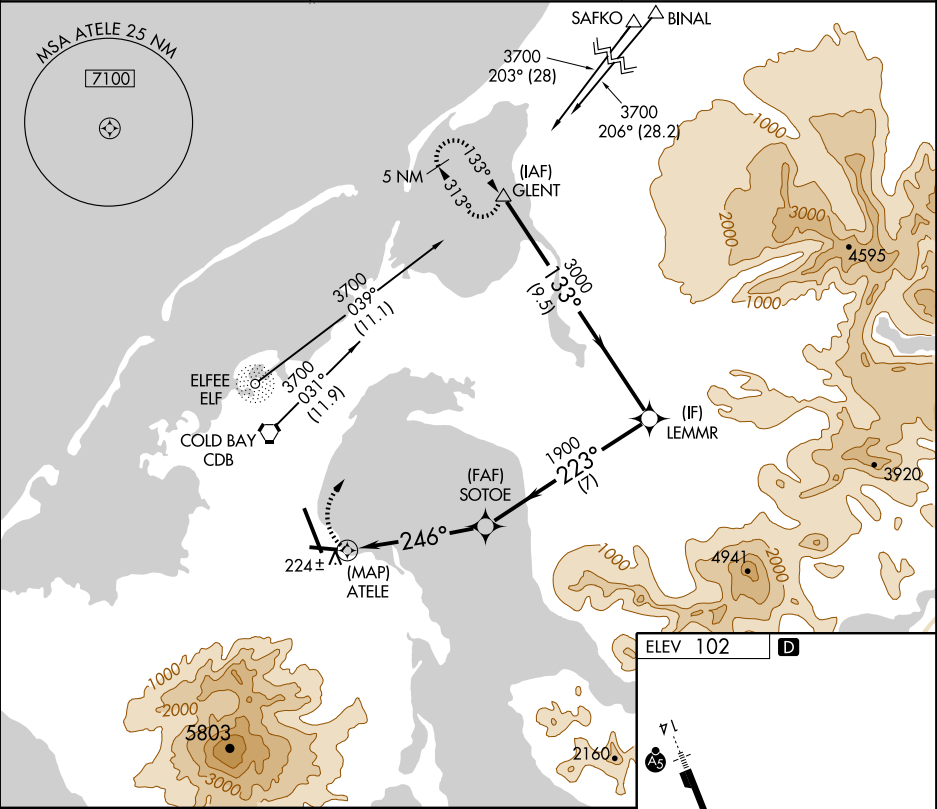 MSA ATELE 25 NM
7100
SAFKO
BINAL
3700
203° (28)
3700
206° (28.2)
1000
2000
3000
4595
1000
5 NM
133°
313°
(IAF)
GLENT
3000
133°
(9.5)
3700
039°
(11.1)
ELFEE
ELF
3700
031°
(11.9)
COLD BAY
CDB
(IF)
LEMMR
1900
223°
(7)
(FAF)
SOTOE
3920
246°
224±
(MAP)
ATELE
1000
4941
2000
1000
2000
5803
3000
2160
ELEV 102
D
14
A5